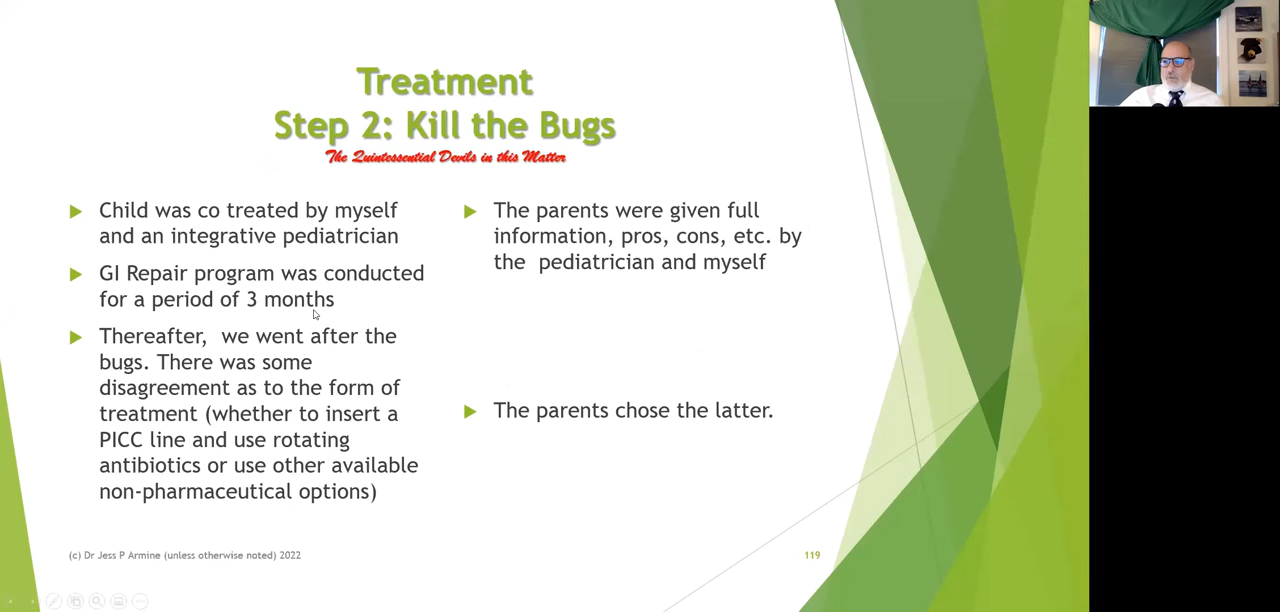 Treatment
Step 2: Kill the Bugs
The Quintessential Devils in this Matter
Child was co treated by myself
and an integrative pediatrician
GI Repair program was conducted
for a period of 3 months
Thereafter, we went after the
bugs. There was some
disagreement as to the form of
treatment (whether to insert a
PICC line and use rotating
antibiotics or use other available
non-pharmaceutical options)
The parents were given full
information, pros, cons, etc. by
the pediatrician and myself
The parents chose the latter.
(c) Dr Jess P Armine (unless otherwise noted) 2022
119